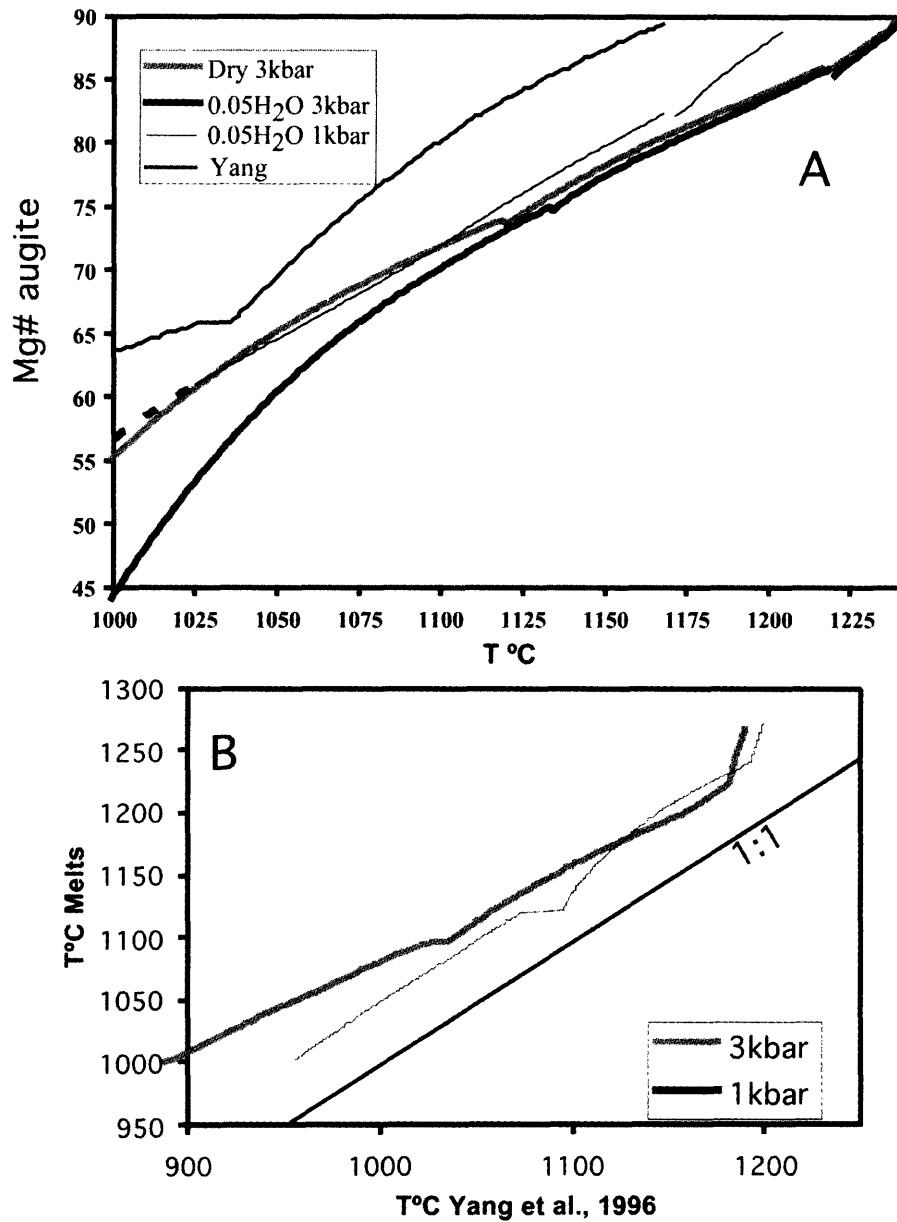 90
85
80
75
70
65
60
55
50
45
Mg# augite
Dry 3kbar
0.05H2O 3kbar
0.05H2O 1kbar
Yang
A
1000 1025 1050 1075 1100 1125 1150 1175 1200 1225
T ºC
1300
1250
1200
1150
1100
1050
1000
950
TºC Melts
B
1:1
3kbar
1kbar
900 1000 1100 1200
TºC Yang et al., 1996